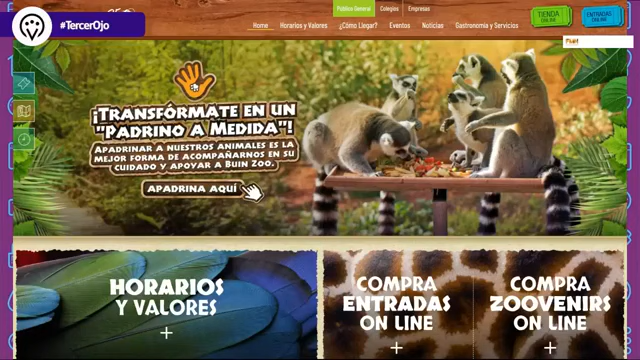 #TercerOjo
Público General Colegios Empresas
Home Horarios y Valores ¿Cómo Llegar? Eventos Noticias Gastronomía y Servicios
TIENDA
ONLINE
ENTRADAS
ONLINE
¡Transfórmate en un
"Padrino a Medida"!
Apadrinar a nuestros animales es la
mejor forma de acompañarnos en su
cuidado y apoyar a Buin Zoo.
Apadrina aquí
HORARIOS
Y VALORES
+
COMPRA
ENTRADAS
ON LINE
+
COMPRA
ZOOVENIRS
ON LINE
+